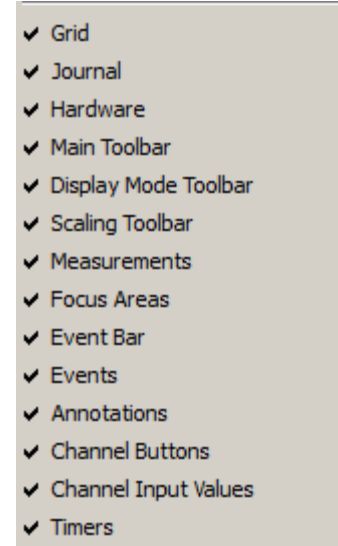 Grid
Journal
Hardware
Main Toolbar
Display Mode Toolbar
Scaling Toolbar
Measurements
Focus Areas
Event Bar
Events
Annotations
Channel Buttons
Channel Input Values
Timers